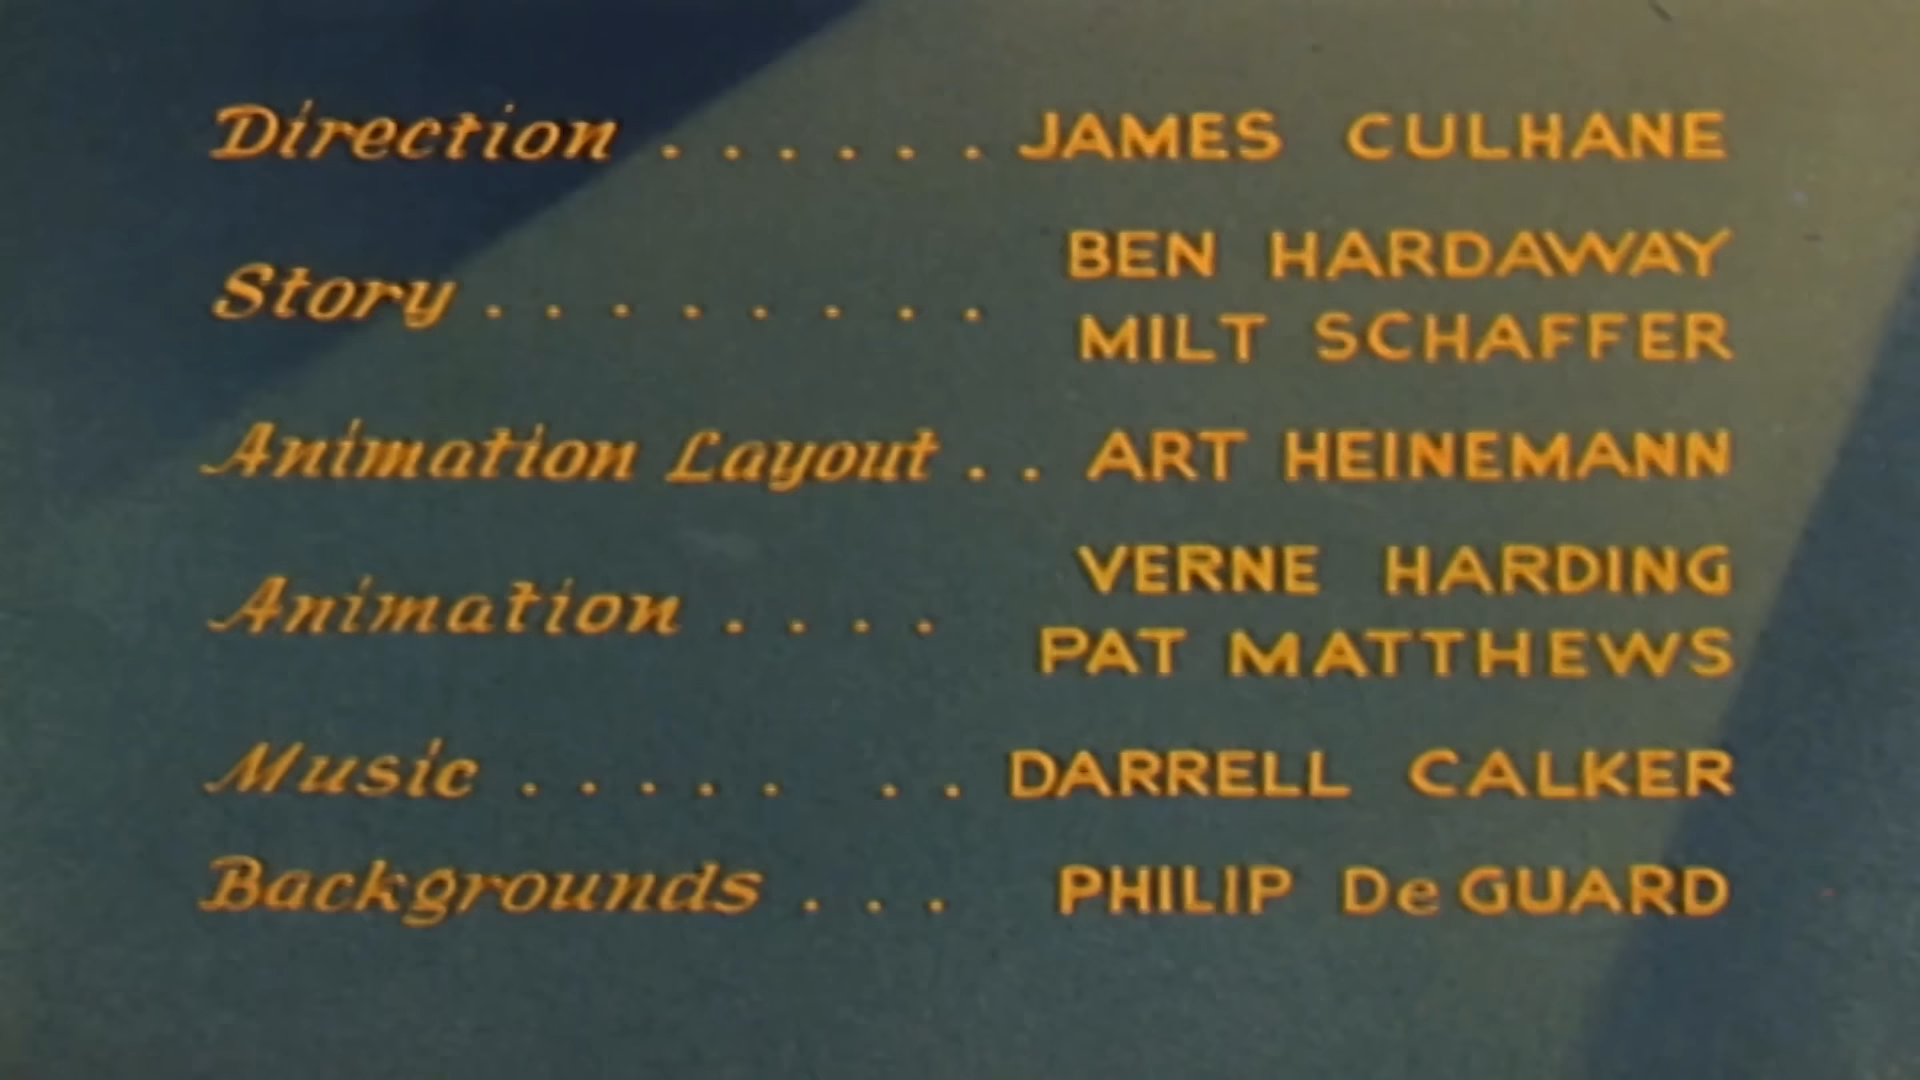 Direction . . . . . . JAMES CULHANE
BEN HARDAWAY
Story . . . . . . . .
MILT SCHAFFER
Animation Layout . . ART HEINEMANN
VERNE HARDING
Animation . . . .
PAT MATTHEWS
Music . . . . . . . DARRELL CALKER
Backgrounds . . . PHILIP De GUARD